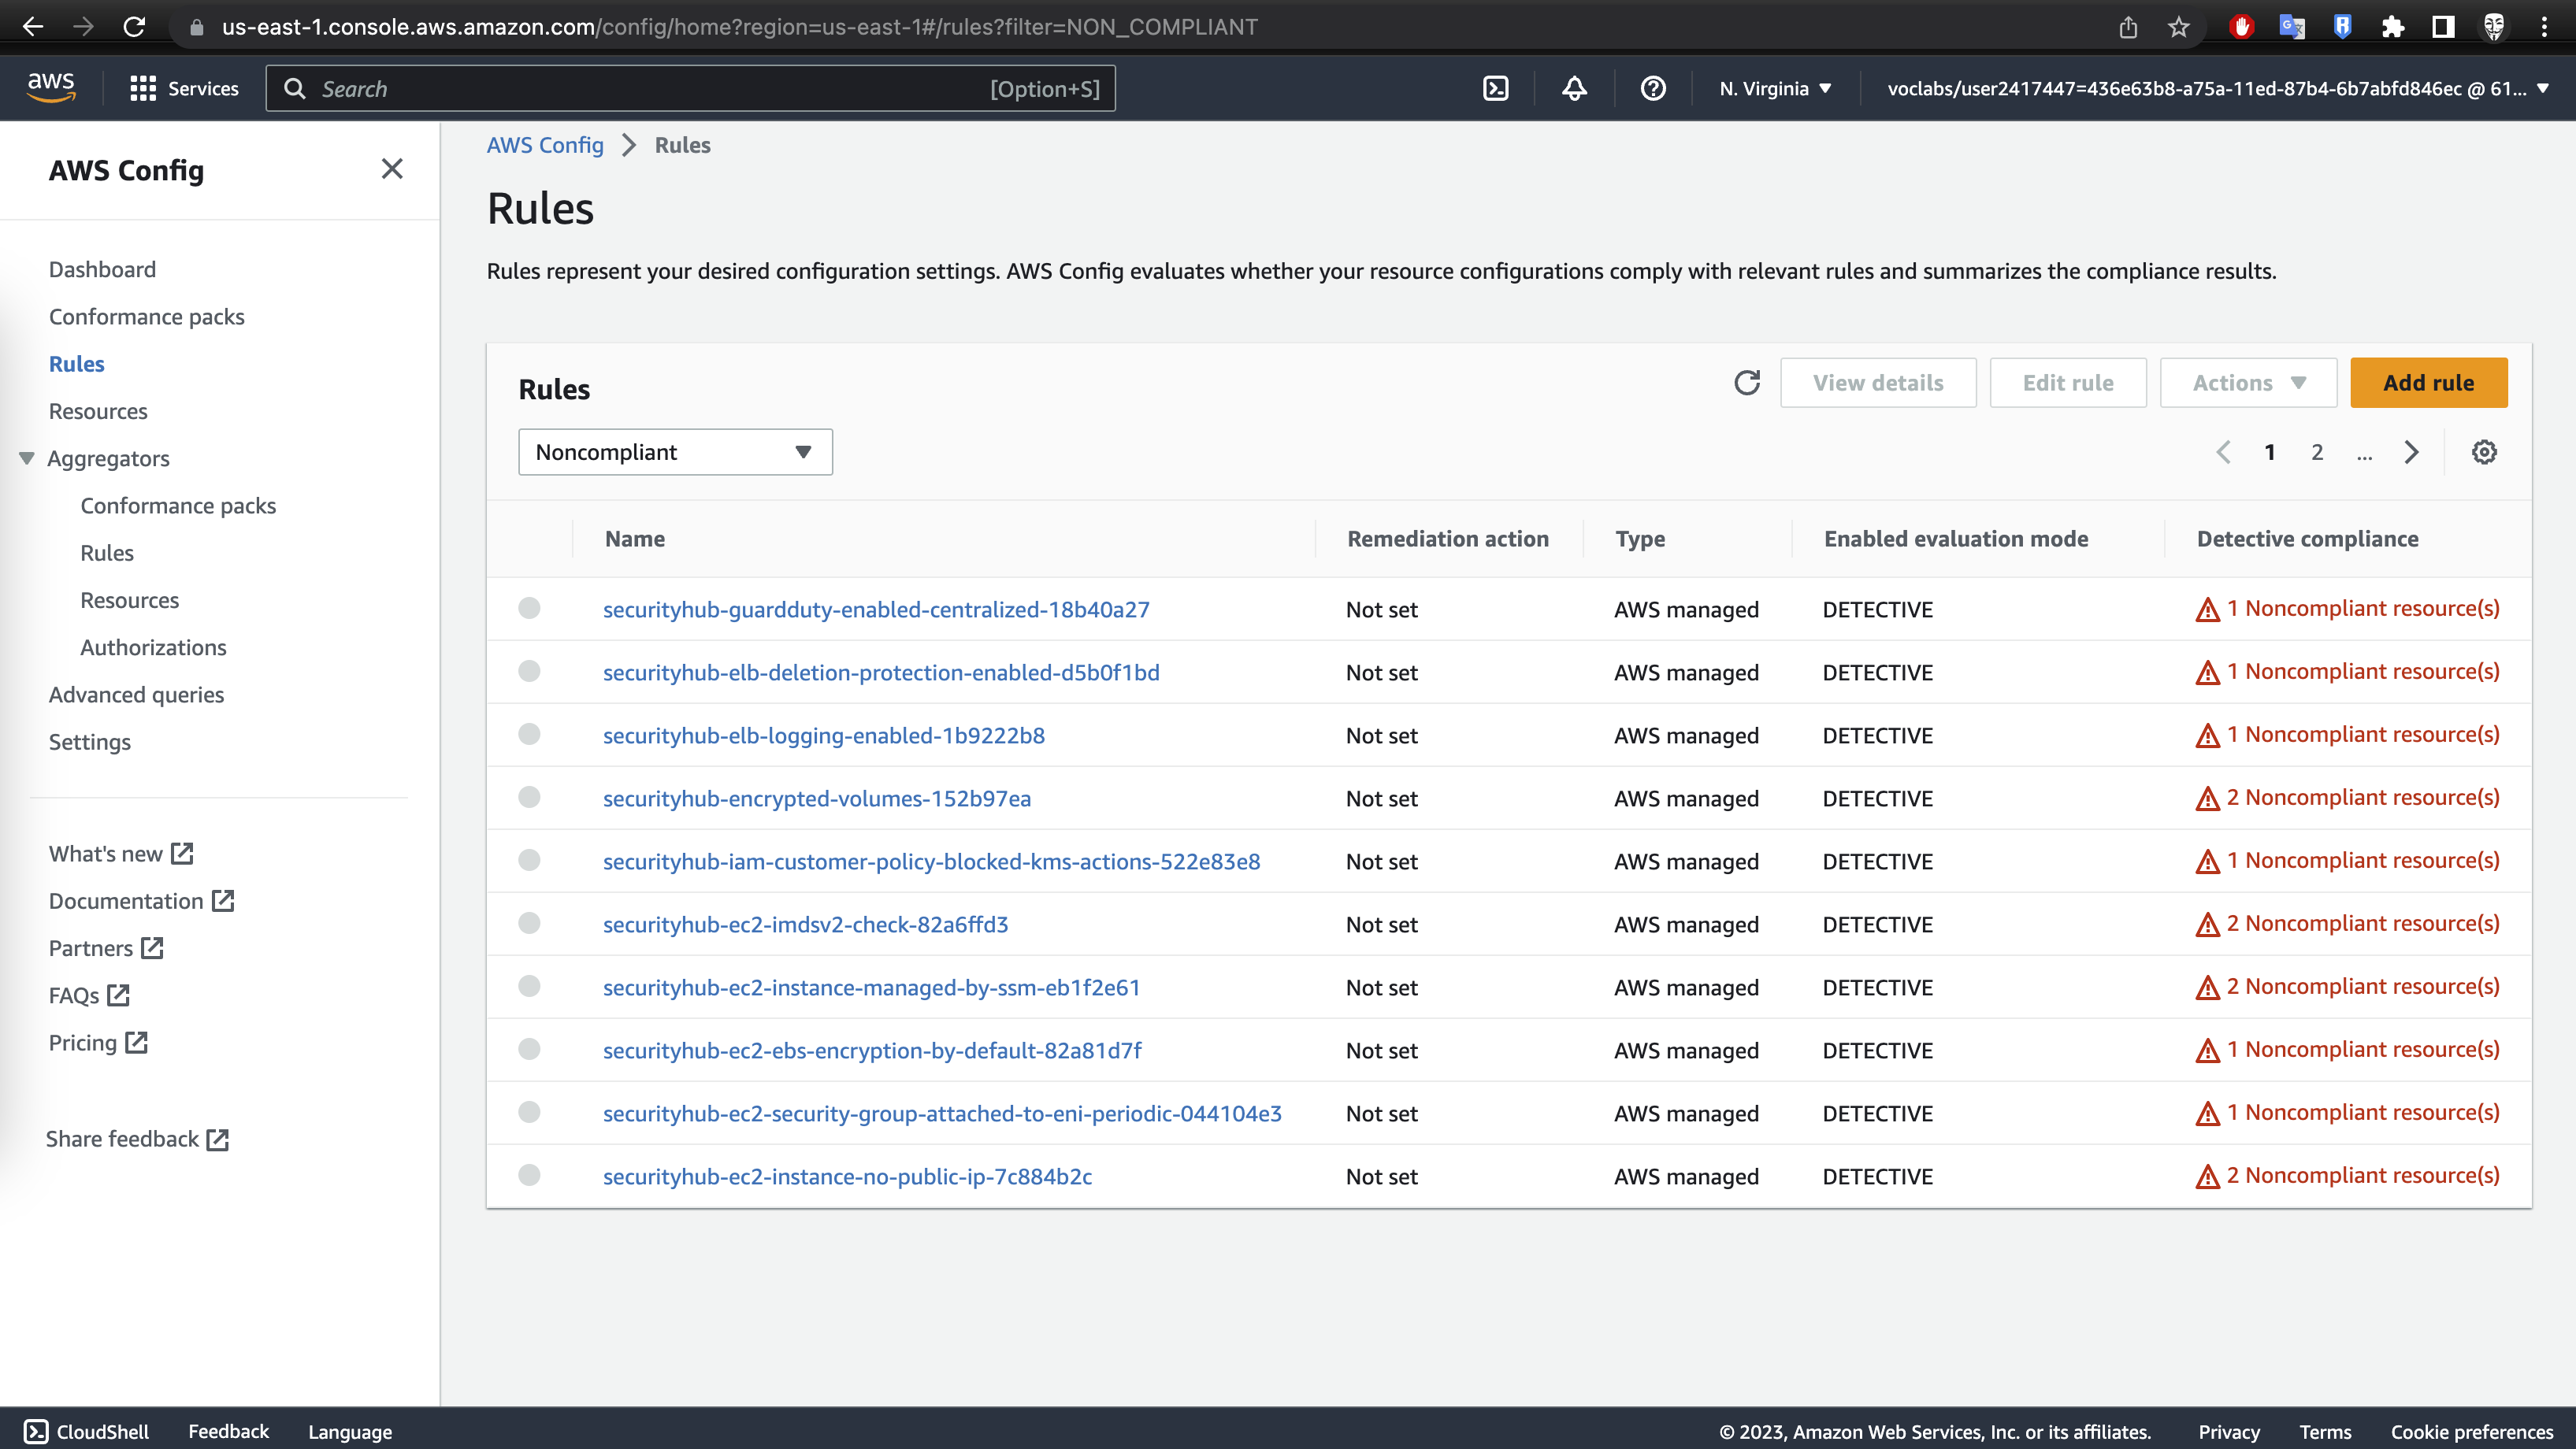 us-east-1.console.aws.amazon.com/config/home?region=us-east-1#/rules?filter=NON_COMPLIANT
aws Services Search [Option+S] N. Virginia voclabs/user2417447=436e63b8-a75a-11ed-87b4-6b7abfd846ec @ 61...
AWS Config
Dashboard
Conformance packs
Rules
Resources
Aggregators
Conformance packs
Rules
Resources
Authorizations
Advanced queries
Settings
What's new
Documentation
Partners
FAQs
Pricing
Share feedback
AWS Config > Rules
Rules
Rules represent your desired configuration settings. AWS Config evaluates whether your resource configurations comply with relevant rules and summarizes the compliance results.
Rules View details Edit rule Actions Add rule
Noncompliant 1 2 ...
Name Remediation action Type Enabled evaluation mode Detective compliance
securityhub-guardduty-enabled-centralized-18b40a27 Not set AWS managed DETECTIVE 1 Noncompliant resource(s)
securityhub-elb-deletion-protection-enabled-d5b0f1bd Not set AWS managed DETECTIVE 1 Noncompliant resource(s)
securityhub-elb-logging-enabled-1b9222b8 Not set AWS managed DETECTIVE 1 Noncompliant resource(s)
securityhub-encrypted-volumes-152b97ea Not set AWS managed DETECTIVE 2 Noncompliant resource(s)
securityhub-iam-customer-policy-blocked-kms-actions-522e83e8 Not set AWS managed DETECTIVE 1 Noncompliant resource(s)
securityhub-ec2-imdsv2-check-82a6ffd3 Not set AWS managed DETECTIVE 2 Noncompliant resource(s)
securityhub-ec2-instance-managed-by-ssm-eb1f2e61 Not set AWS managed DETECTIVE 2 Noncompliant resource(s)
securityhub-ec2-ebs-encryption-by-default-82a81d7f Not set AWS managed DETECTIVE 1 Noncompliant resource(s)
securityhub-ec2-security-group-attached-to-eni-periodic-044104e3 Not set AWS managed DETECTIVE 1 Noncompliant resource(s)
securityhub-ec2-instance-no-public-ip-7c884b2c Not set AWS managed DETECTIVE 2 Noncompliant resource(s)
CloudShell Feedback Language © 2023, Amazon Web Services, Inc. or its affiliates. Privacy Terms Cookie preferences